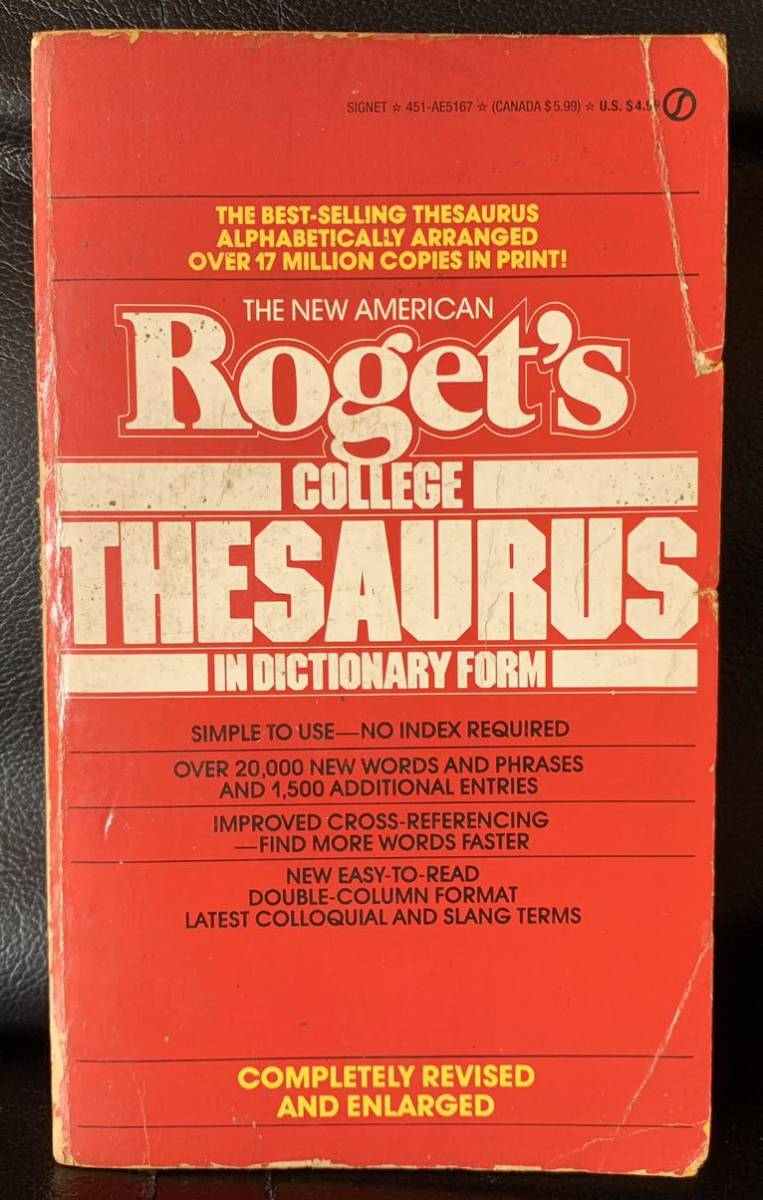 SIGNET ☆ 451-AE5167 ☆ (CANADA $5.99) ☆ U.S. $4.99
THE BEST-SELLING THESAURUS
ALPHABETICALLY ARRANGED
OVER 17 MILLION COPIES IN PRINT!
THE NEW AMERICAN
Roget's
COLLEGE
THESAURUS
IN DICTIONARY FORM
SIMPLE TO USE—NO INDEX REQUIRED
OVER 20,000 NEW WORDS AND PHRASES
AND 1,500 ADDITIONAL ENTRIES
IMPROVED CROSS-REFERENCING
—FIND MORE WORDS FASTER
NEW EASY-TO-READ
DOUBLE-COLUMN FORMAT
LATEST COLLOQUIAL AND SLANG TERMS
COMPLETELY REVISED
AND ENLARGED